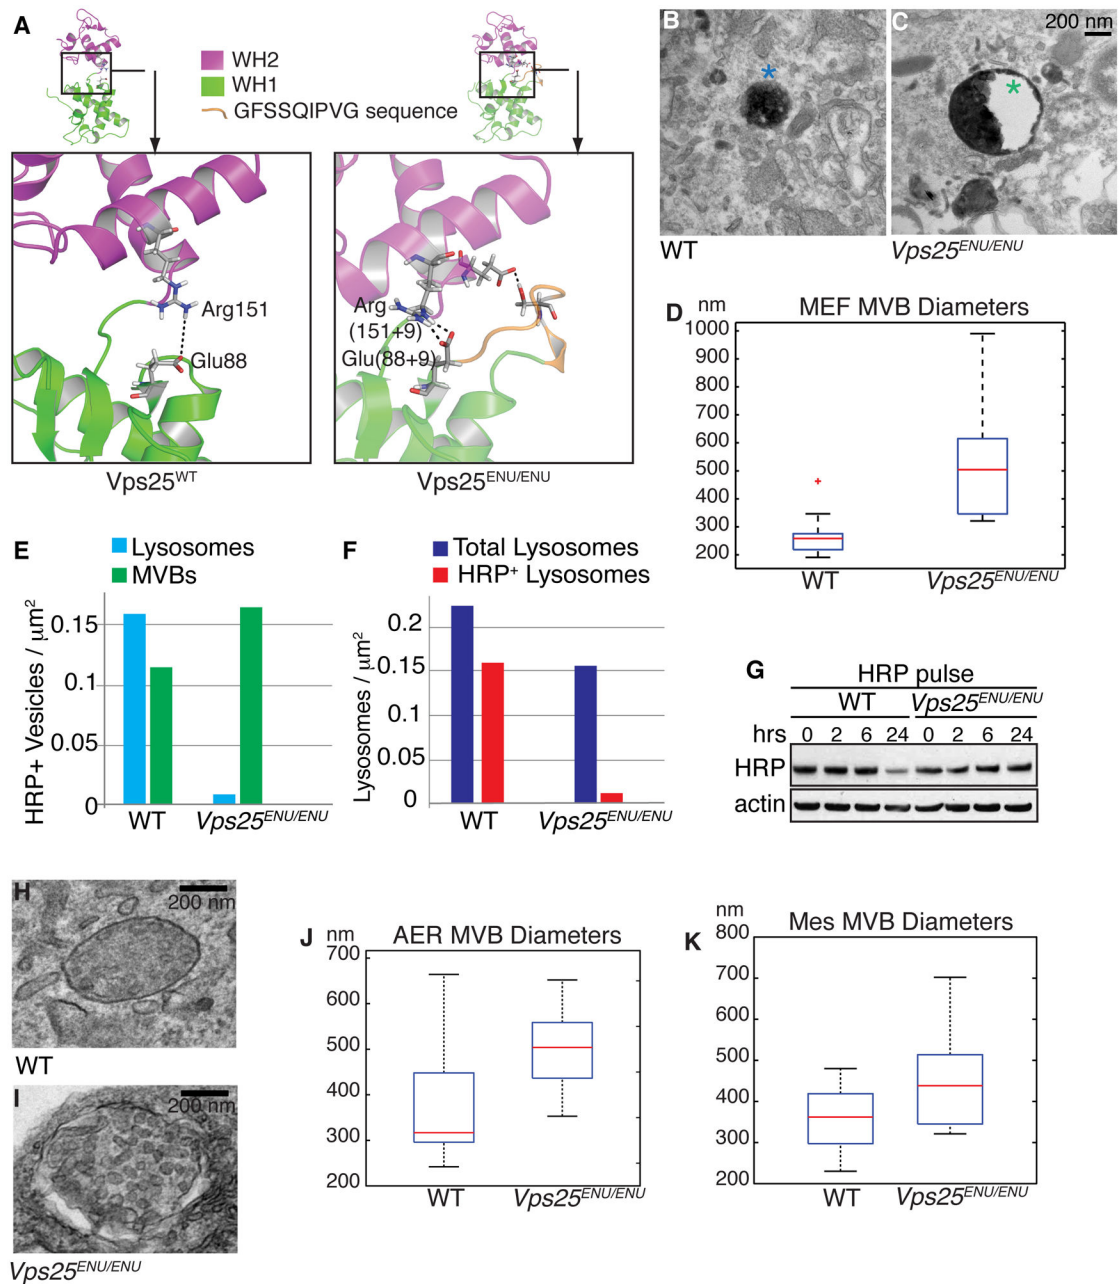 A
WH2
WH1
GFSSQIPVG sequence
Arg151
Glu88
Vps25WT
Arg
(151+9)
Glu(88+9)
Vps25ENU/ENU
B
*
WT
C
200 nm
*
Vps25ENU/ENU
D
nm
MEF MVB Diameters
1000
900
800
700
600
500
400
300
200
WT
Vps25ENU/ENU
E
Lysosomes
MVBs
HRP+ Vesicles / μm2
0.15
0.1
0.05
0
WT
Vps25ENU/ENU
F
Total Lysosomes
HRP+ Lysosomes
Lysosomes / μm2
0.2
0.15
0.1
0.05
0
WT
Vps25ENU/ENU
G
HRP pulse
WT
Vps25ENU/ENU
hrs 0 2 6 24 0 2 6 24
HRP
actin
H
200 nm
WT
I
200 nm
Vps25ENU/ENU
J
nm
AER MVB Diameters
700
600
500
400
300
200
WT
Vps25ENU/ENU
K
nm
Mes MVB Diameters
800
700
600
500
400
300
200
WT
Vps25ENU/ENU